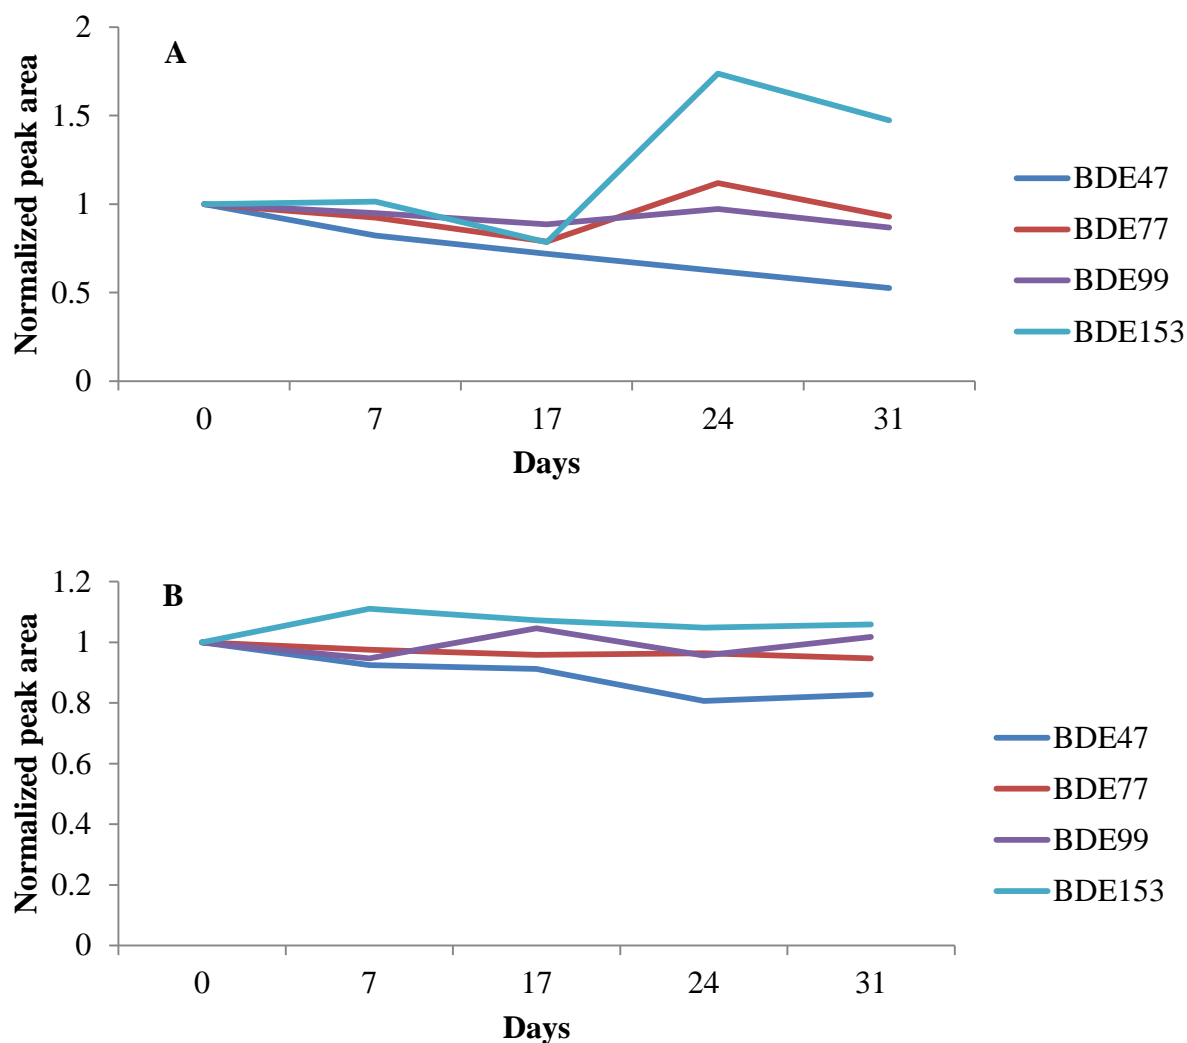 A
Normalized peak area
2
1.5
1
0.5
0
0 7 17 24 31
Days
BDE47
BDE77
BDE99
BDE153
B
Normalized peak area
1.2
1
0.8
0.6
0.4
0.2
0
0 7 17 24 31
Days
BDE47
BDE77
BDE99
BDE153